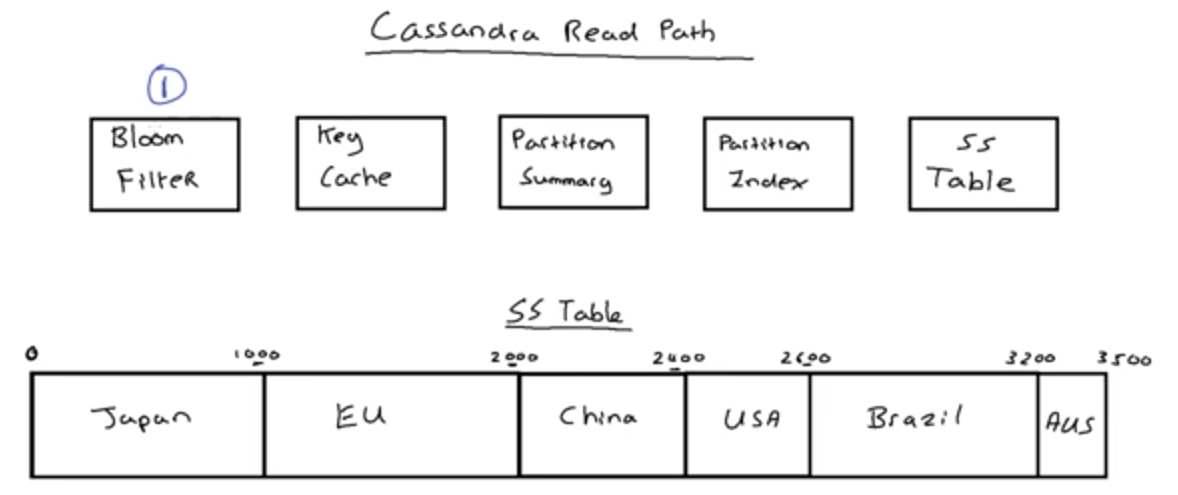 Cassandra Read Path
1
Bloom Key Partition Partition SS
Filter Cache Summary Index Table
SS Table
0 1000 2000 2400 2600 3200 3500
Japan EU China USA Brazil AUS